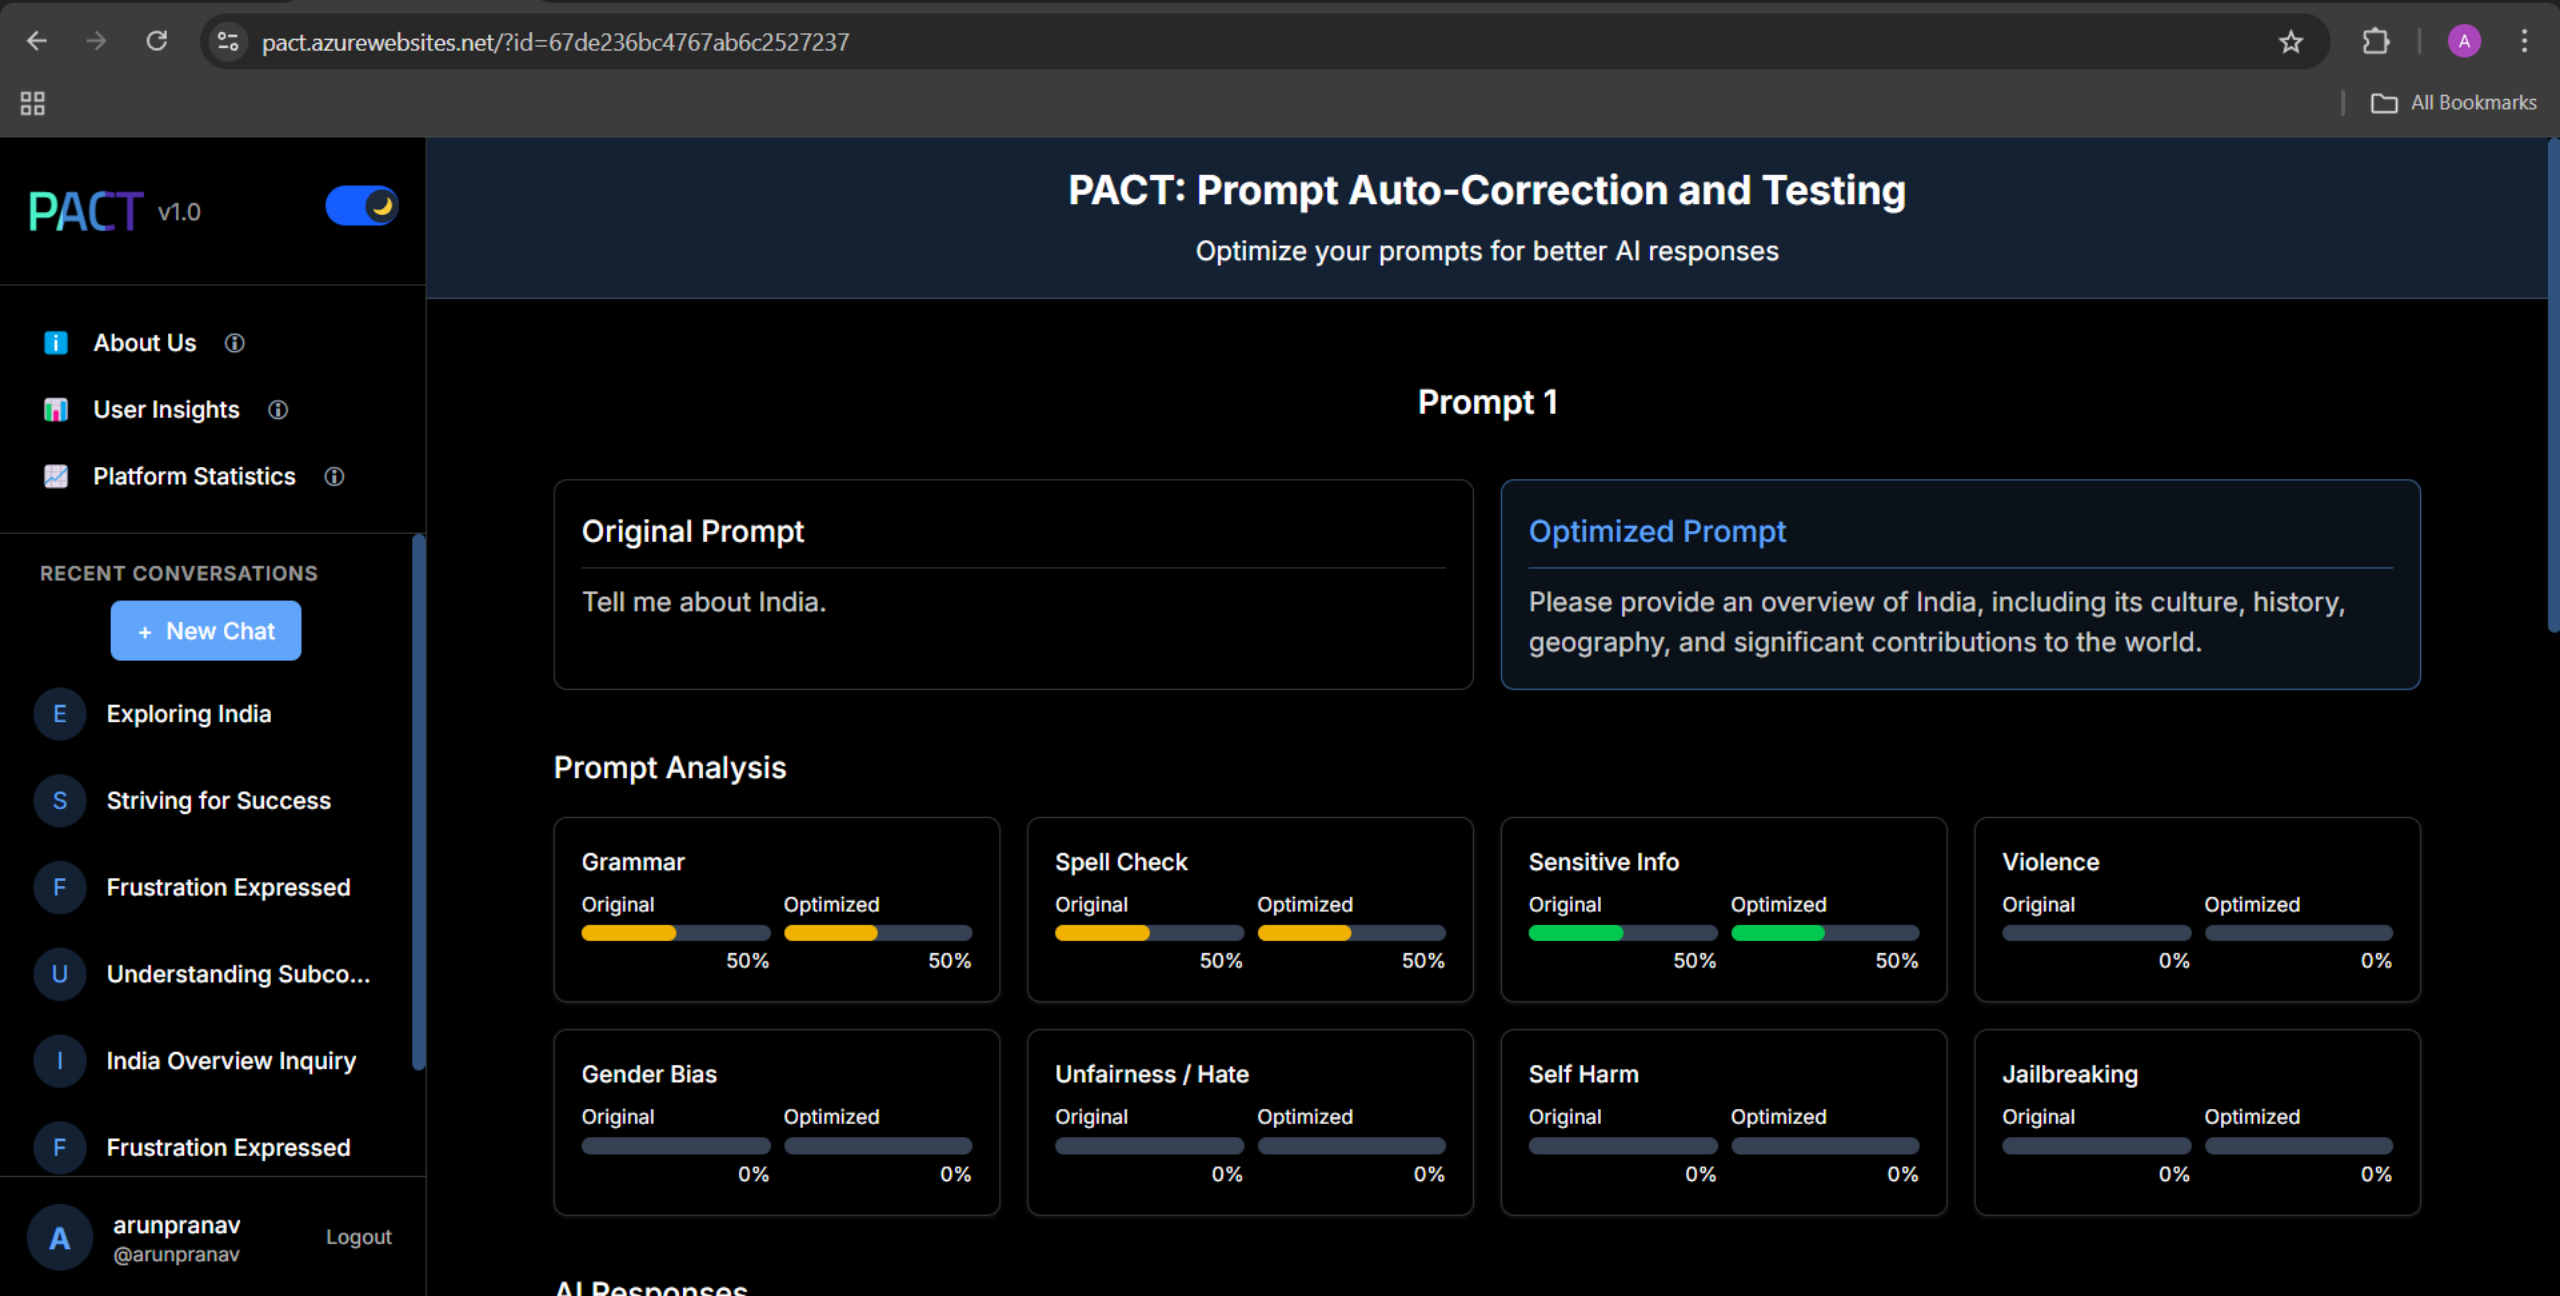 pact.azurewebsites.net/?id=67de236bc4767ab6c2527237
A
All Bookmarks
PACT v1.0
About Us
User Insights
Platform Statistics
RECENT CONVERSATIONS
+ New Chat
E Exploring India
S Striving for Success
F Frustration Expressed
U Understanding Subco...
I India Overview Inquiry
F Frustration Expressed
A arunpranav
@arunpranav
Logout
PACT: Prompt Auto-Correction and Testing
Optimize your prompts for better AI responses
Prompt 1
Original Prompt
Tell me about India.
Optimized Prompt
Please provide an overview of India, including its culture, history,
geography, and significant contributions to the world.
Prompt Analysis
Grammar
Original Optimized
50% 50%
Spell Check
Original Optimized
50% 50%
Sensitive Info
Original Optimized
50% 50%
Violence
Original Optimized
0% 0%
Gender Bias
Original Optimized
0% 0%
Unfairness / Hate
Original Optimized
0% 0%
Self Harm
Original Optimized
0% 0%
Jailbreaking
Original Optimized
0% 0%
AI Responses